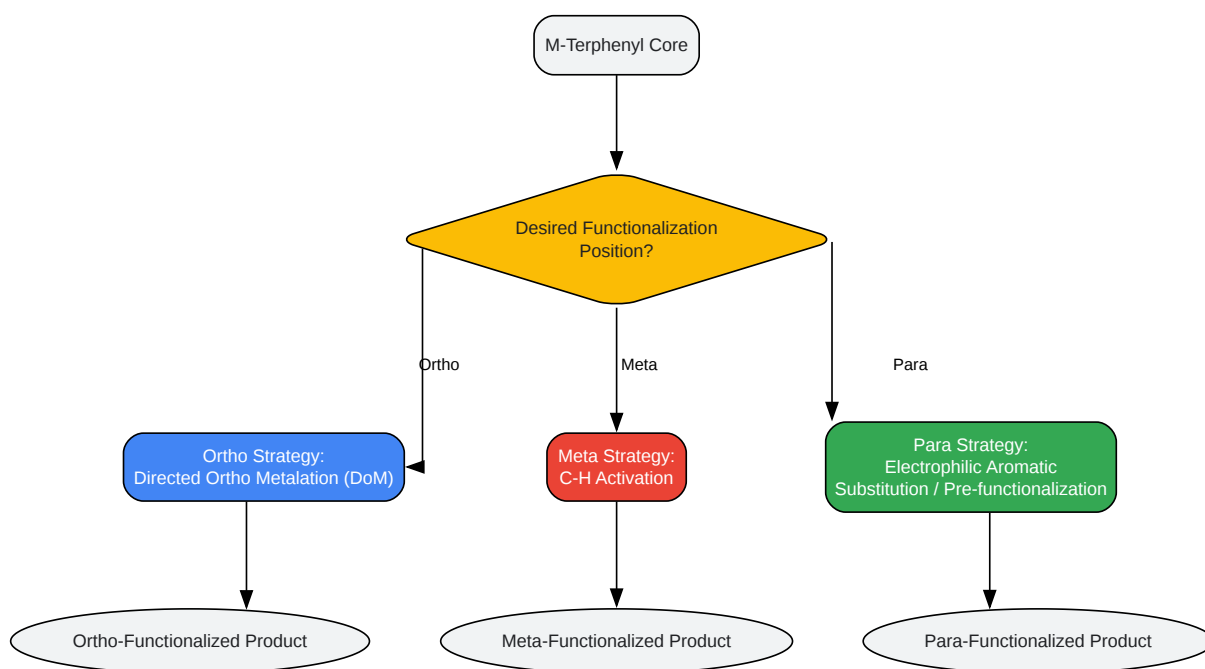 M-Terphenyl Core
Desired Functionalization
Position?
Ortho
Meta
Para
Ortho Strategy:
Directed Ortho Metalation (DoM)
Meta Strategy:
C-H Activation
Para Strategy:
Electrophilic Aromatic
Substitution / Pre-functionalization
Ortho-Functionalized Product
Meta-Functionalized Product
Para-Functionalized Product